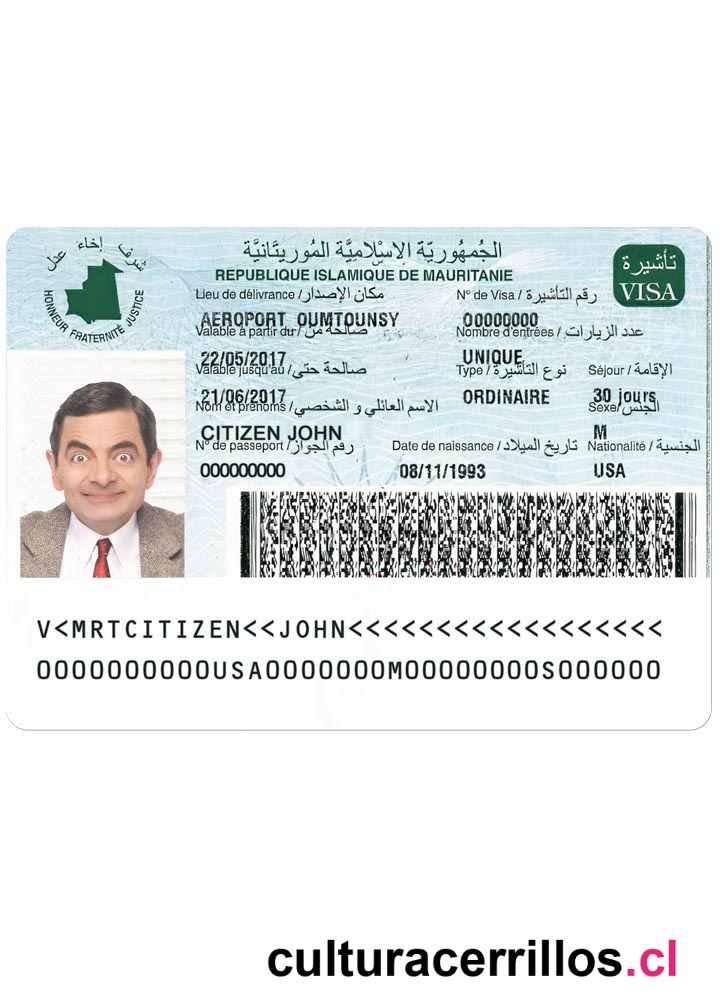 شرف إخاء عدل
الجُمهُوريّة الإسْلاميَّة المُوريتَانيَّة
تأشيرة
REPUBLIQUE ISLAMIQUE DE MAURITANIE
VISA
HONNEUR FRATERNITÉ JUSTICE
Lieu de délivrance / مكان الإصدار
N° de Visa / رقم التأشيرة
AEROPORT OUMTOUNSY
00000000
Valable à partir du / صالحة من
Nombre d'entrées / عدد الزيارات
22/05/2017
UNIQUE
Valable jusqu'au / صالحة حتى
Type / نوع التأشيرة
Séjour / الإقامة
21/06/2017
ORDINAIRE
30 jours
Nom et prénoms / الاسم العائلي و الشخصي
Sexe / الجنس
CITIZEN JOHN
M
N° de passeport / رقم الجواز
Date de naissance / تاريخ الميلاد
Nationalité / الجنسية
000000000
08/11/1993
USA
V<MRTCITIZEN<<JOHN<<<<<<<<<<<<<<<<<<
0000000000USA0000000M00000000S000000
culturacerrillos.cl